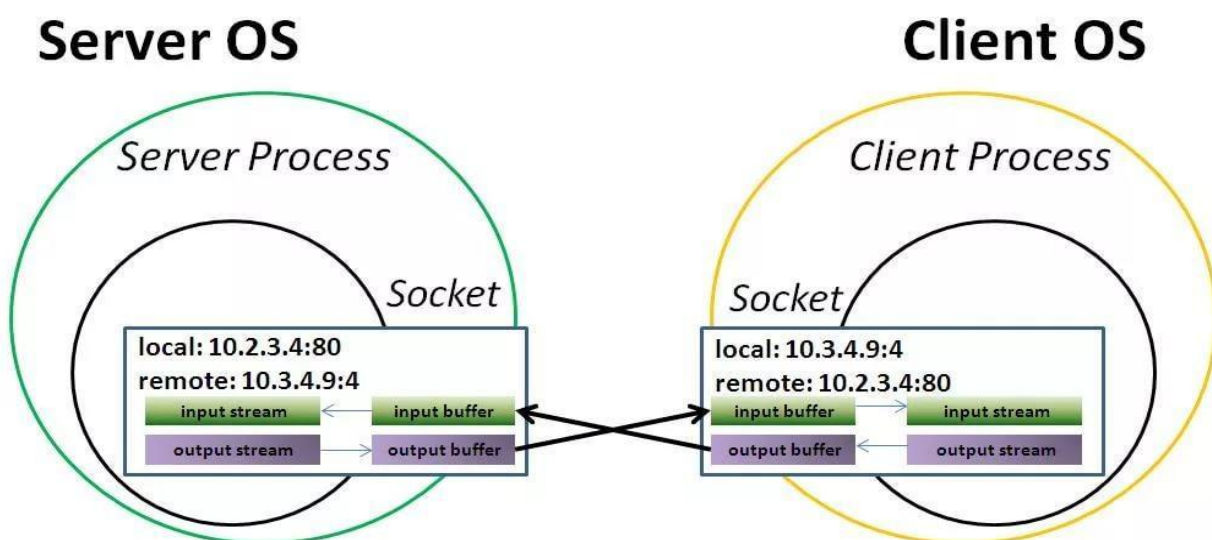 Server OS
Server Process
Socket
local: 10.2.3.4:80
remote: 10.3.4.9:4
input stream
input buffer
output stream
output buffer
Client OS
Client Process
Socket
local: 10.3.4.9:4
remote: 10.2.3.4:80
input buffer
input stream
output buffer
output stream